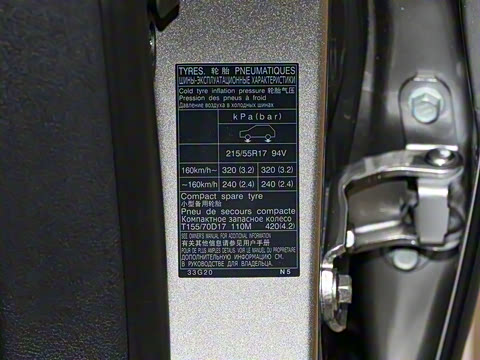 TYRES. 轮胎 PNEUMATIQUES
ШИНЫ-ЭКСПЛУАТАЦИОННЫЕ ХАРАКТЕРИСТИКИ
Cold tyre inflation pressure 轮胎气压
Pression des pneus à froid
Давление воздуха в холодных шинах
kPa(bar)
215/55R17 94V
160km/h~ 320 (3.2) 320 (3.2)
~160km/h 240 (2.4) 240 (2.4)
Compact spare tyre
小型备用轮胎
Pneu de secours compacte
Компактное запасное колесо
T155/70D17 110M 420(4.2)
SEE OWNER'S MANUAL FOR ADDITIONAL INFORMATION
有关其他信息请参见用户手册
POUR DE PLUS AMPLES DETAILS, VOIR LE MANUEL DU PROPRIETAIRE
ДОПОЛНИТЕЛЬНУЮ ИНФОРМАЦИЮ СМ.
В РУКОВОДСТВЕ ДЛЯ ВЛАДЕЛЬЦА.
33G20 N5